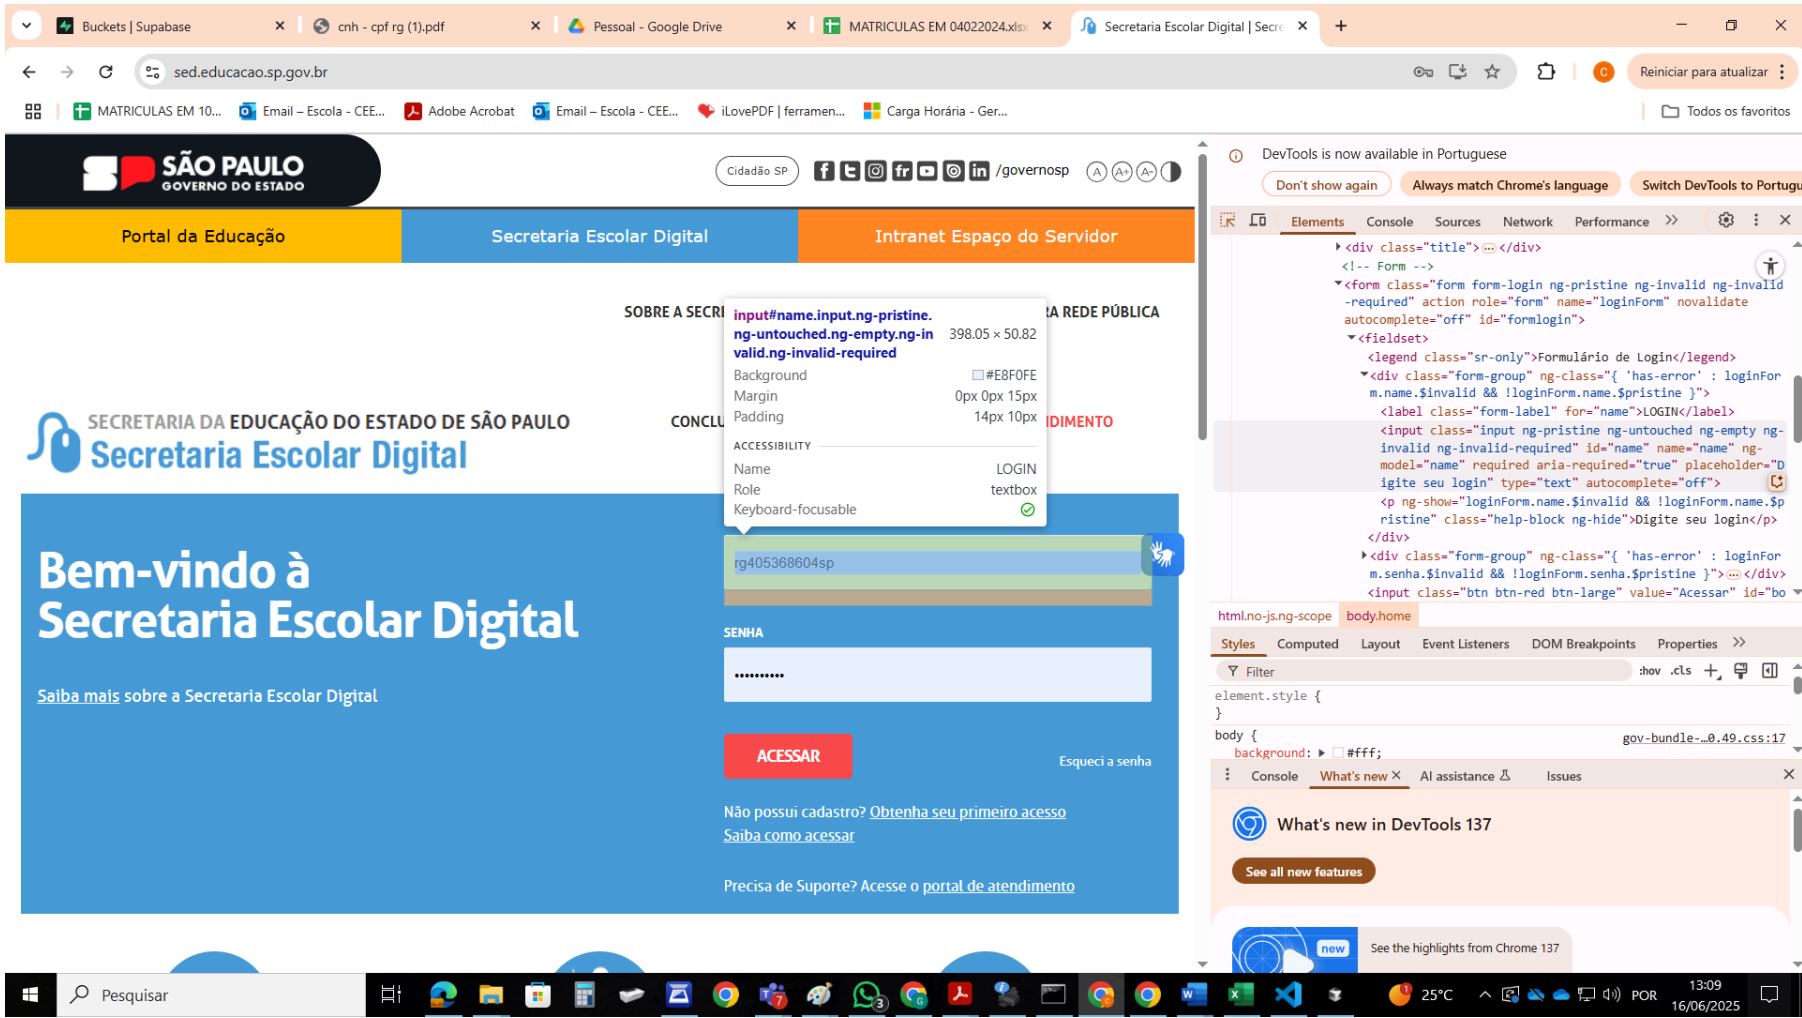 Buckets | Supabase
cnh - cpf rg (1).pdf
Pessoal - Google Drive
MATRICULAS EM 04022024.xlsx
Secretaria Escolar Digital | Secre
sed.educacao.sp.gov.br
C
Reiniciar para atualizar
MATRICULAS EM 10...
Email – Escola - CEE...
Adobe Acrobat
Email – Escola - CEE...
iLovePDF | ferramen...
Carga Horária - Ger...
Todos os favoritos
SÃO PAULO
GOVERNO DO ESTADO
Cidadão SP
/governosp
A A+ A-
Portal da Educação
Secretaria Escolar Digital
Intranet Espaço do Servidor
SOBRE A SECR
RA REDE PÚBLICA
SECRETARIA DA EDUCAÇÃO DO ESTADO DE SÃO PAULO
Secretaria Escolar Digital
CONCLU
DIMENTO
input#name.input.ng-pristine.
ng-untouched.ng-empty.ng-in
valid.ng-invalid-required
398.05 × 50.82
Background #E8F0FE
Margin 0px 0px 15px
Padding 14px 10px
ACCESSIBILITY
Name LOGIN
Role textbox
Keyboard-focusable
Bem-vindo à
Secretaria Escolar Digital
Saiba mais sobre a Secretaria Escolar Digital
rg405368604sp
SENHA
••••••••••
ACESSAR
Esqueci a senha
Não possui cadastro? Obtenha seu primeiro acesso
Saiba como acessar
Precisa de Suporte? Acesse o portal de atendimento
DevTools is now available in Portuguese
Don't show again
Always match Chrome's language
Switch DevTools to Portugu
Elements Console Sources Network Performance
<div class="title"> ... </div>
<!-- Form -->
<form class="form form-login ng-pristine ng-invalid ng-invalid
-required" action role="form" name="loginForm" novalidate
autocomplete="off" id="formlogin">
<fieldset>
<legend class="sr-only">Formulário de Login</legend>
<div class="form-group" ng-class="{ 'has-error' : loginFor
m.name.$invalid && !loginForm.name.$pristine }">
<label class="form-label" for="name">LOGIN</label>
<input class="input ng-pristine ng-untouched ng-empty ng-
invalid ng-invalid-required" id="name" name="name" ng-
model="name" required aria-required="true" placeholder="D
igite seu login" type="text" autocomplete="off">
<p ng-show="loginForm.name.$invalid && !loginForm.name.$p
ristine" class="help-block ng-hide">Digite seu login</p>
</div>
<div class="form-group" ng-class="{ 'has-error' : loginFor
m.senha.$invalid && !loginForm.senha.$pristine }"> ... </div>
<input class="btn btn-red btn-large" value="Acessar" id="bo
html.no-js.ng-scope body.home
Styles Computed Layout Event Listeners DOM Breakpoints Properties
Filter
:hov .cls
element.style {
}
body {
gov-bundle-…0.49.css:17
background: #fff;
Console What's new AI assistance Issues
What's new in DevTools 137
See all new features
new
See the highlights from Chrome 137
Pesquisar
7
3
G
1
25°C
POR
13:09
16/06/2025